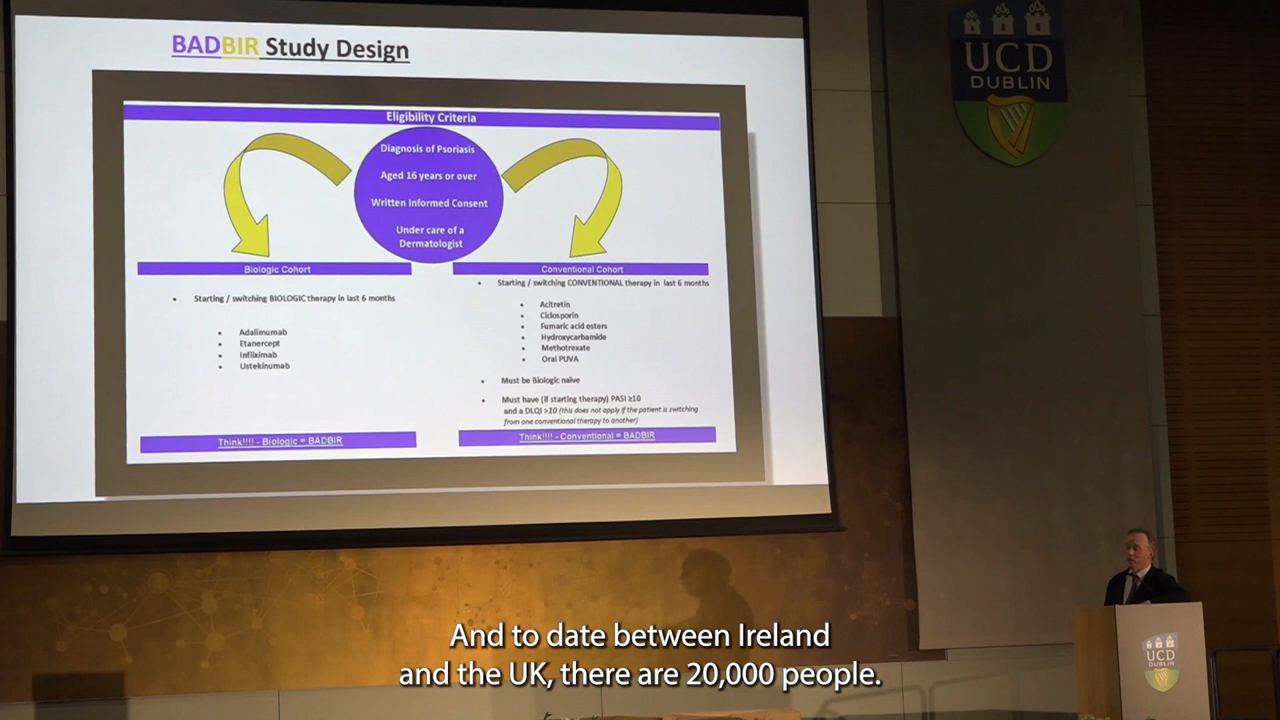 BADBIR Study Design
Eligibility Criteria
Diagnosis of Psoriasis
Aged 16 years or over
Written Informed Consent
Under care of a
Dermatologist
Biologic Cohort
• Starting / switching BIOLOGIC therapy in last 6 months
• Adalimumab
• Etanercept
• Infliximab
• Ustekinumab
Think!!!! - Biologic = BADBIR
Conventional Cohort
• Starting / switching CONVENTIONAL therapy in last 6 months
• Acitretin
• Ciclosporin
• Fumaric acid esters
• Hydroxycarbamide
• Methotrexate
• Oral PUVA
• Must be Biologic naïve
• Must have (if starting therapy) PASI ≥10
and a DLQI >10 (this does not apply if the patient is switching
from one conventional therapy to another)
Think!!!! - Conventional = BADBIR
UCD
DUBLIN
UCD
DUBLIN
And to date between Ireland
and the UK, there are 20,000 people.